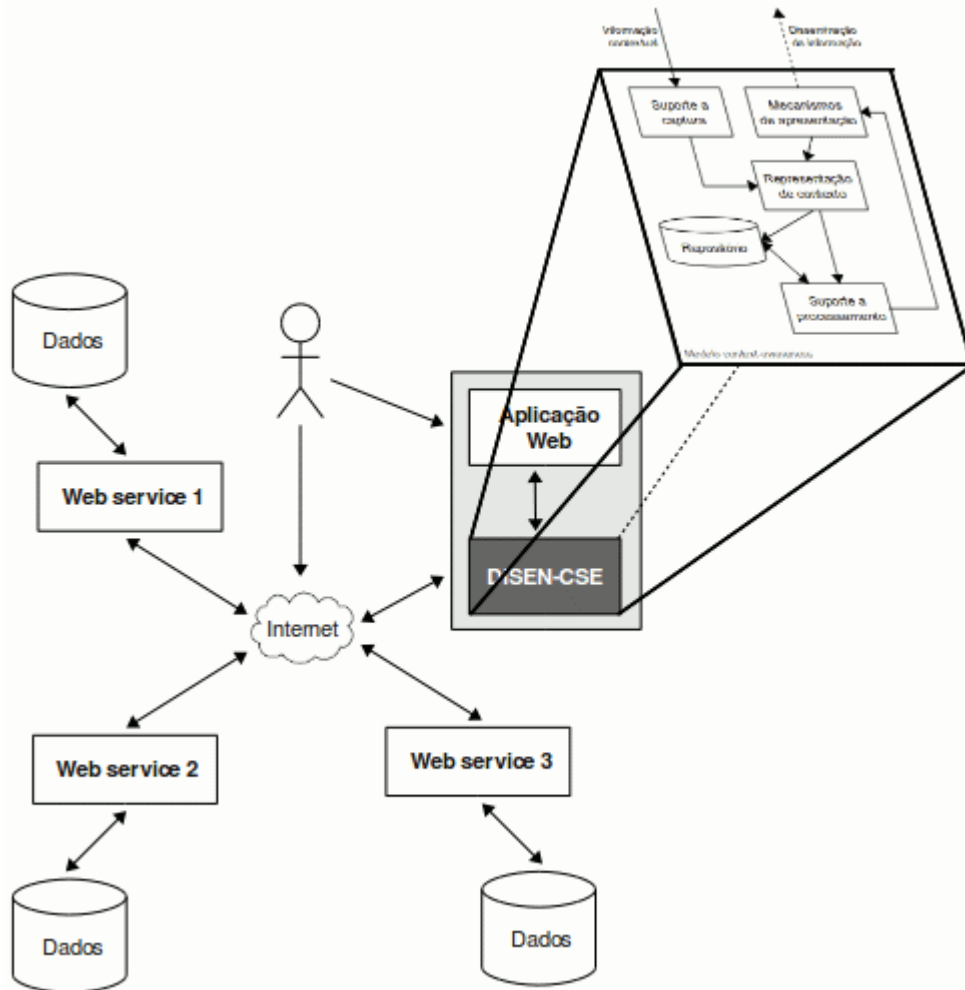 Informação
contextual
Disseminação
da informação
Suporte a
captura
Mecanismos
de apresentação
Representação
de contexto
Repositório
Suporte a
processamento
Dados
Aplicação
Web
Web service 1
DiSEN-CSE
Internet
Web service 2
Web service 3
Dados
Dados